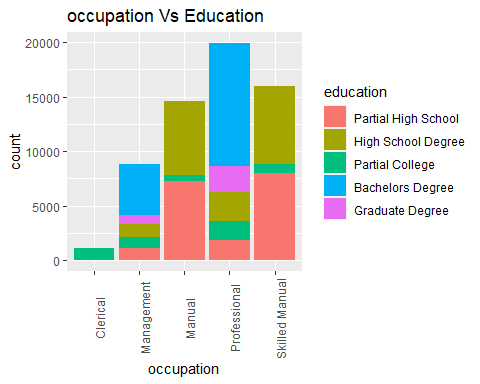 occupation Vs Education
count
20000
15000
10000
5000
0
Clerical
Management
Manual
Professional
Skilled Manual
occupation
education
Partial High School
High School Degree
Partial College
Bachelors Degree
Graduate Degree